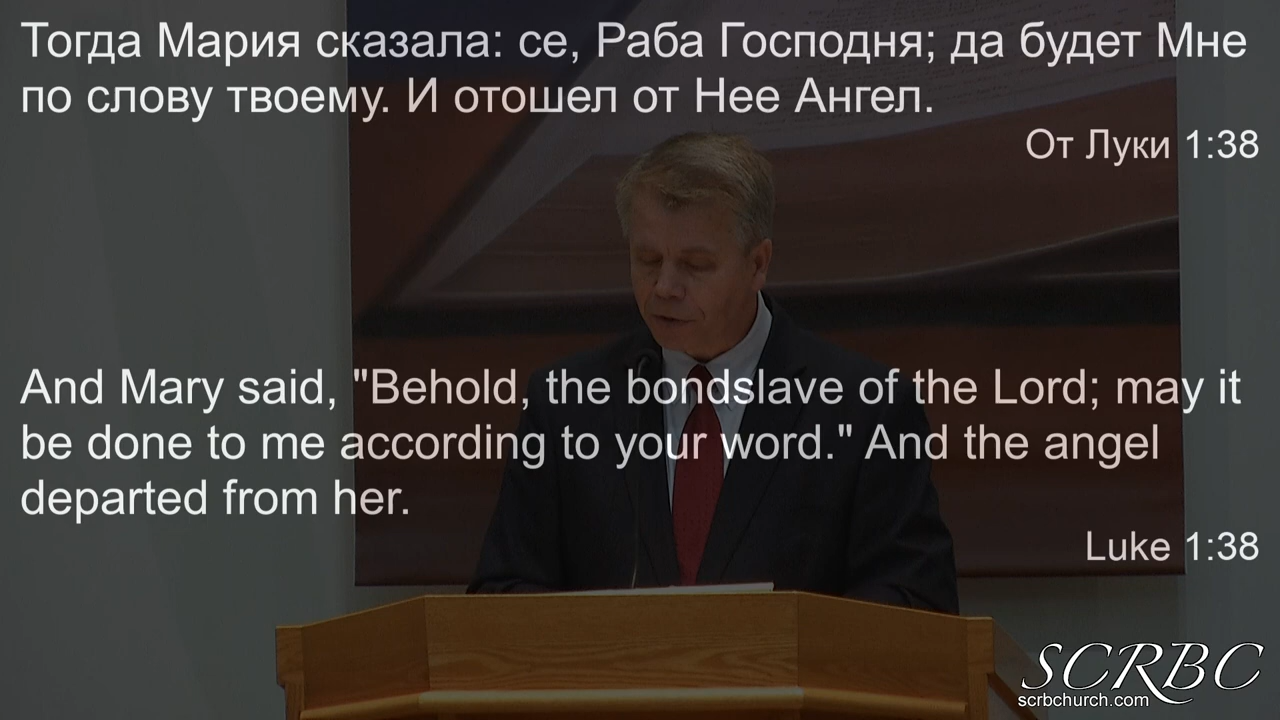 Тогда Мария сказала: се, Раба Господня; да будет Мне
по слову твоему. И отошел от Нее Ангел.
От Луки 1:38
And Mary said, "Behold, the bondslave of the Lord; may it
be done to me according to your word." And the angel
departed from her.
Luke 1:38
SCRBC
scrbchurch.com